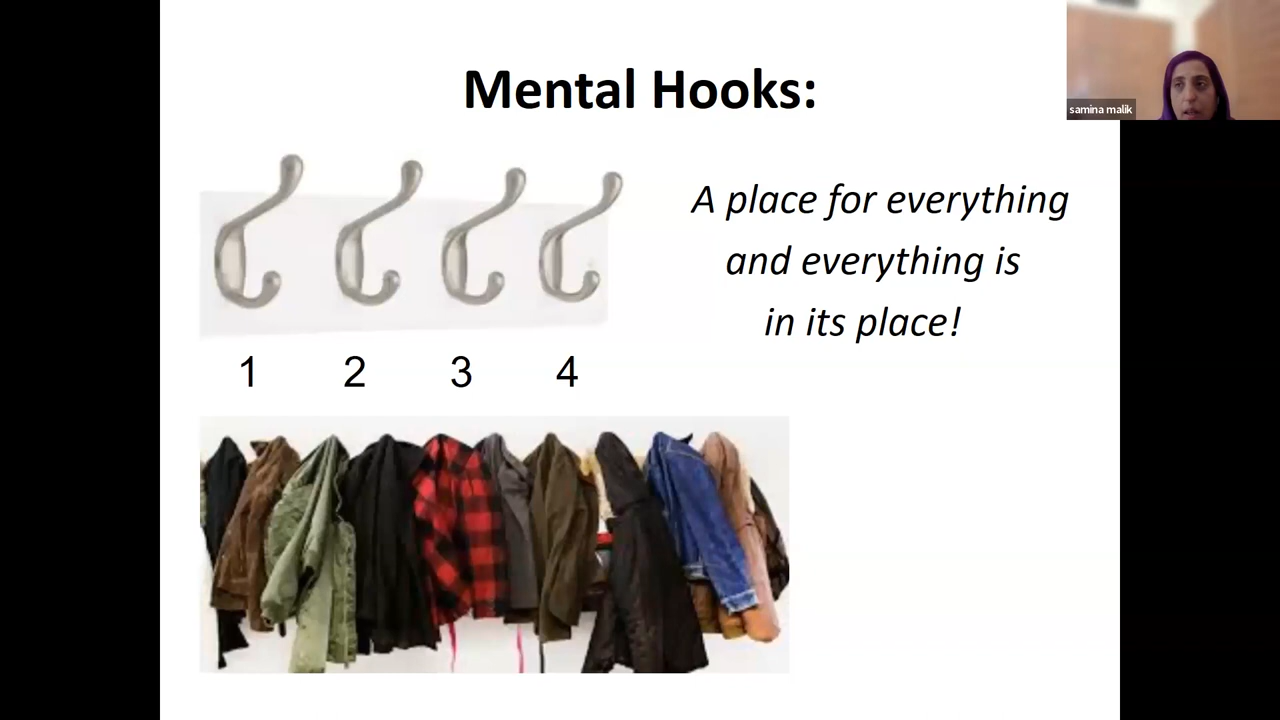 Mental Hooks:
samina malik
A place for everything
and everything is
in its place!
1 2 3 4